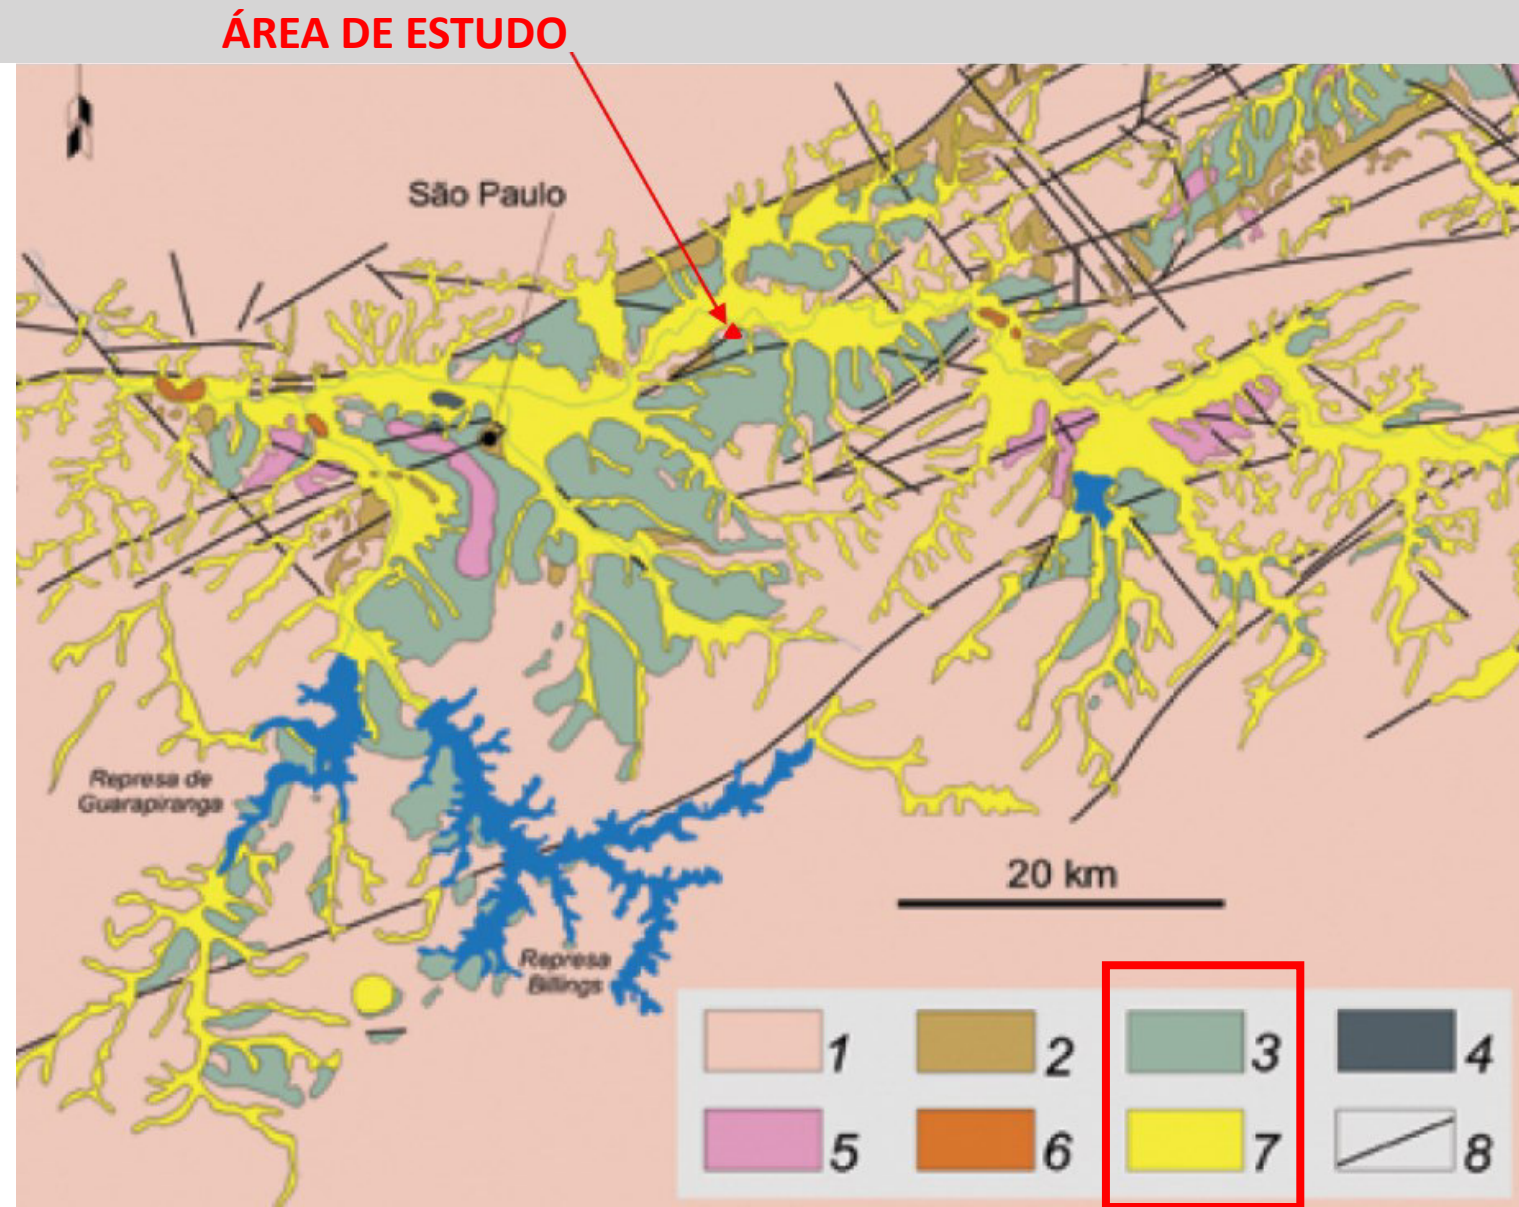 ÁREA DE ESTUDO
São Paulo
Represa de
Guarapiranga
20 km
Represa
Billings
1 2 3 4
5 6 7 8